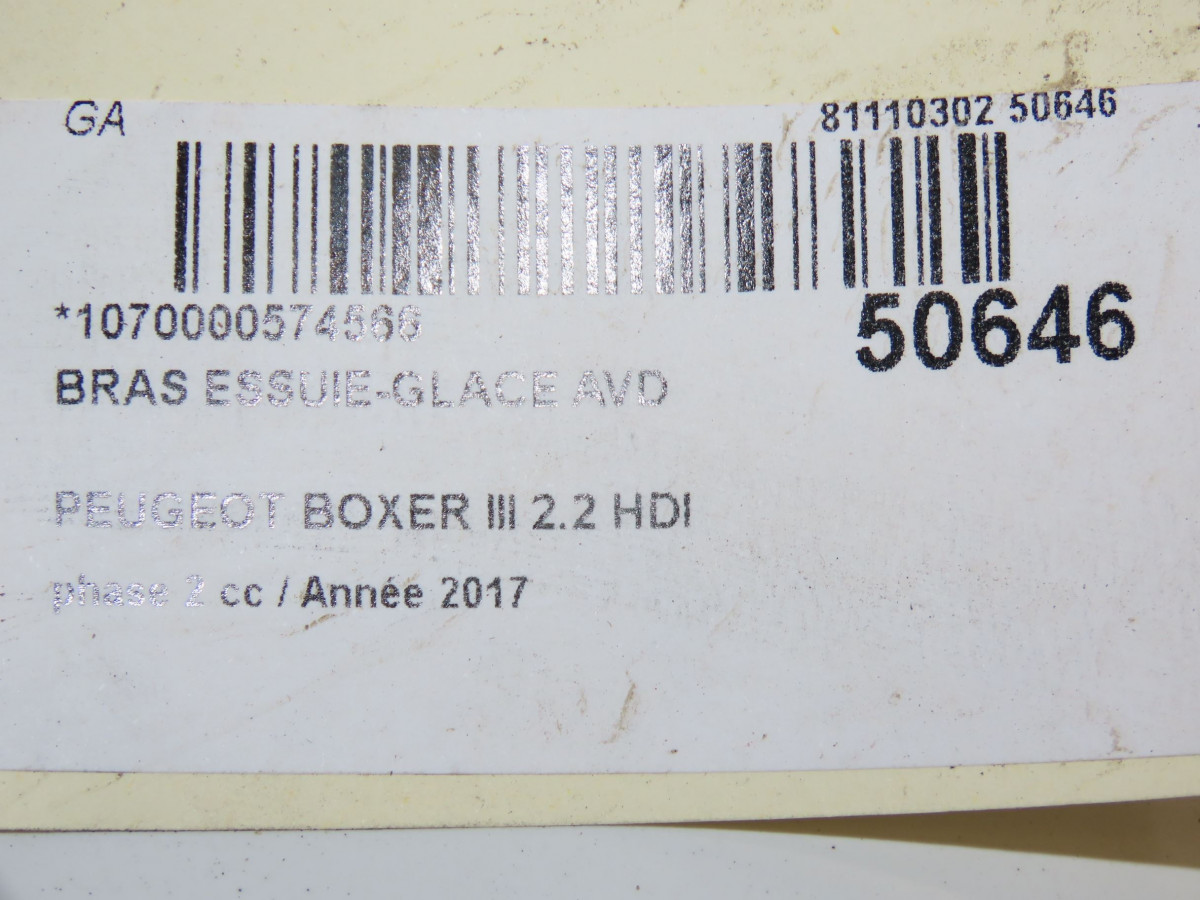 GA
81110302 50646
*1070000574566
50646
BRAS ESSUIE-GLACE AVD
PEUGEOT BOXER III 2.2 HDI
phase 2 cc / Année 2017